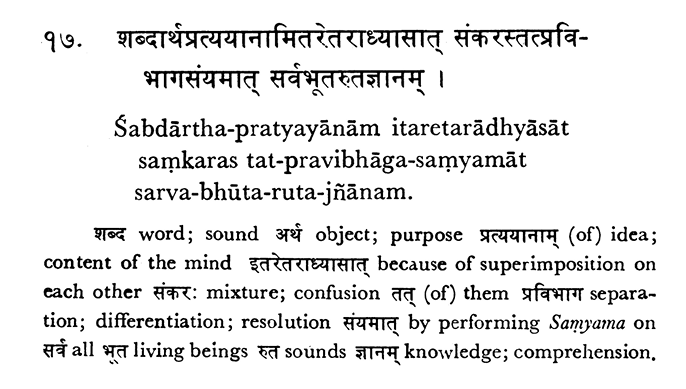 १७. शब्दार्थप्रत्ययानामितरेतराध्यासात् संकरस्तत्प्रवि-
भागसंयमात् सर्वभूतरुतज्ञानम् ।
Śabdārtha-pratyayānām itaretarādhyāsāt
saṃkaras tat-pravibhāga-saṃyamāt
sarva-bhūta-ruta-jñānam.
शब्द word; sound अर्थ object; purpose प्रत्ययानाम् (of) idea;
content of the mind इतरेतराध्यासात् because of superimposition on
each other संकरः mixture; confusion तत् (of) them प्रविभाग separa-
tion; differentiation; resolution संयमात् by performing Saṃyama on
सर्व all भूत living beings रुत sounds ज्ञानम् knowledge; comprehension.